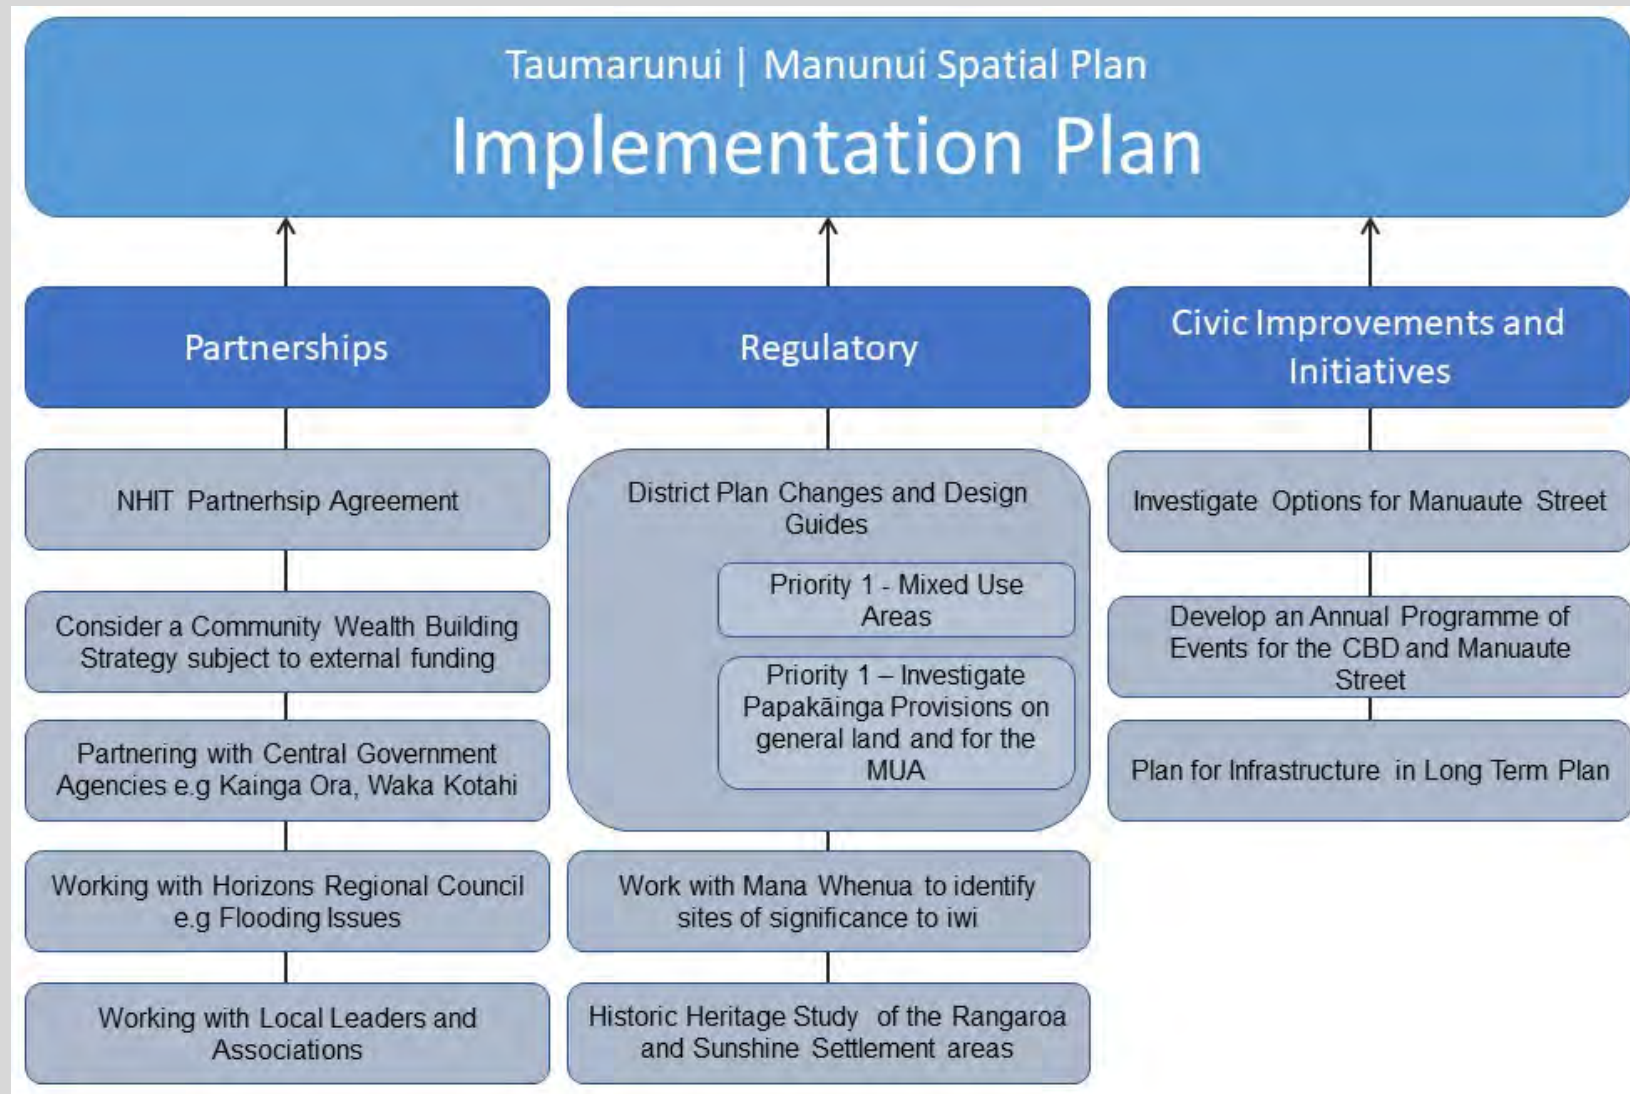 Taumarunui | Manunui Spatial Plan
Implementation Plan
Partnerships
NHIT Partnerhsip Agreement
Consider a Community Wealth Building
Strategy subject to external funding
Partnering with Central Government
Agencies e.g Kainga Ora, Waka Kotahi
Working with Horizons Regional Council
e.g Flooding Issues
Working with Local Leaders and
Associations
Regulatory
District Plan Changes and Design
Guides
Priority 1 - Mixed Use
Areas
Priority 1 – Investigate
Papakāinga Provisions on
general land and for the
MUA
Work with Mana Whenua to identify
sites of significance to iwi
Historic Heritage Study of the Rangaroa
and Sunshine Settlement areas
Civic Improvements and
Initiatives
Investigate Options for Manuaute Street
Develop an Annual Programme of
Events for the CBD and Manuaute
Street
Plan for Infrastructure in Long Term Plan